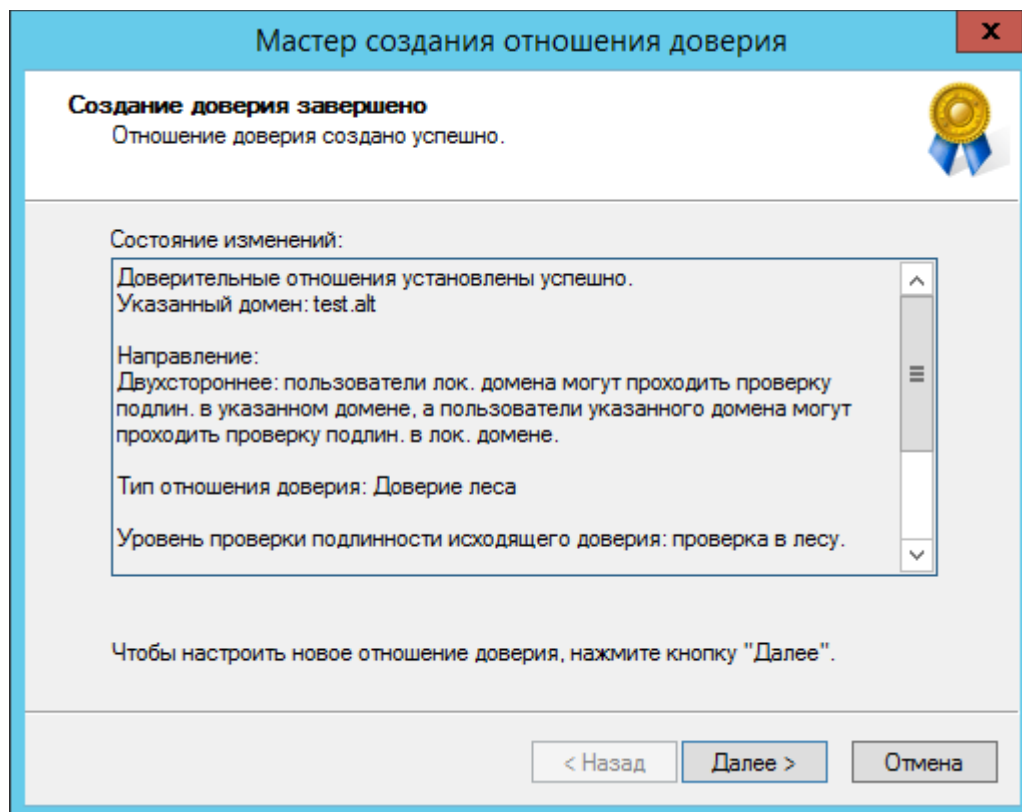 Мастер создания отношения доверия
x
Создание доверия завершено
Отношение доверия создано успешно.
Состояние изменений:
Доверительные отношения установлены успешно.
Указанный домен: test.alt
Направление:
Двухстороннее: пользователи лок. домена могут проходить проверку
подлин. в указанном домене, а пользователи указанного домена могут
проходить проверку подлин. в лок. домене.
Тип отношения доверия: Доверие леса
Уровень проверки подлинности исходящего доверия: проверка в лесу.
Чтобы настроить новое отношение доверия, нажмите кнопку "Далее".
< Назад
Далее >
Отмена